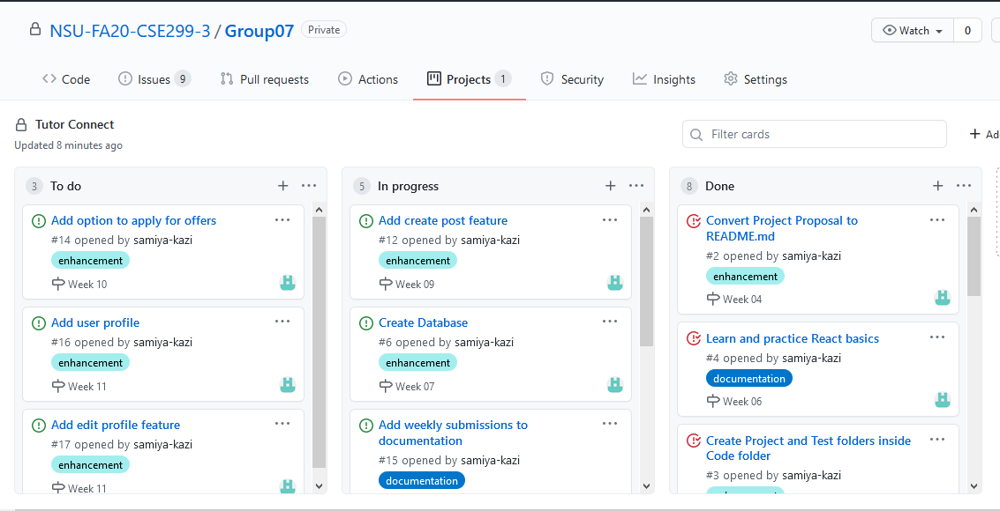 NSU-FA20-CSE299-3 / Group07 Private
Watch 0
Code Issues 9 Pull requests Actions Projects 1 Security Insights Settings
Tutor Connect
Updated 8 minutes ago
Filter cards
+ Ad
3 To do
Add option to apply for offers
#14 opened by samiya-kazi
enhancement
Week 10
Add user profile
#16 opened by samiya-kazi
enhancement
Week 11
Add edit profile feature
#17 opened by samiya-kazi
enhancement
Week 11
5 In progress
Add create post feature
#12 opened by samiya-kazi
enhancement
Week 09
Create Database
#6 opened by samiya-kazi
enhancement
Week 07
Add weekly submissions to
documentation
#15 opened by samiya-kazi
documentation
8 Done
Convert Project Proposal to
README.md
#2 opened by samiya-kazi
enhancement
Week 04
Learn and practice React basics
#4 opened by samiya-kazi
documentation
Week 06
Create Project and Test folders inside
Code folder
#3 opened by samiya-kazi